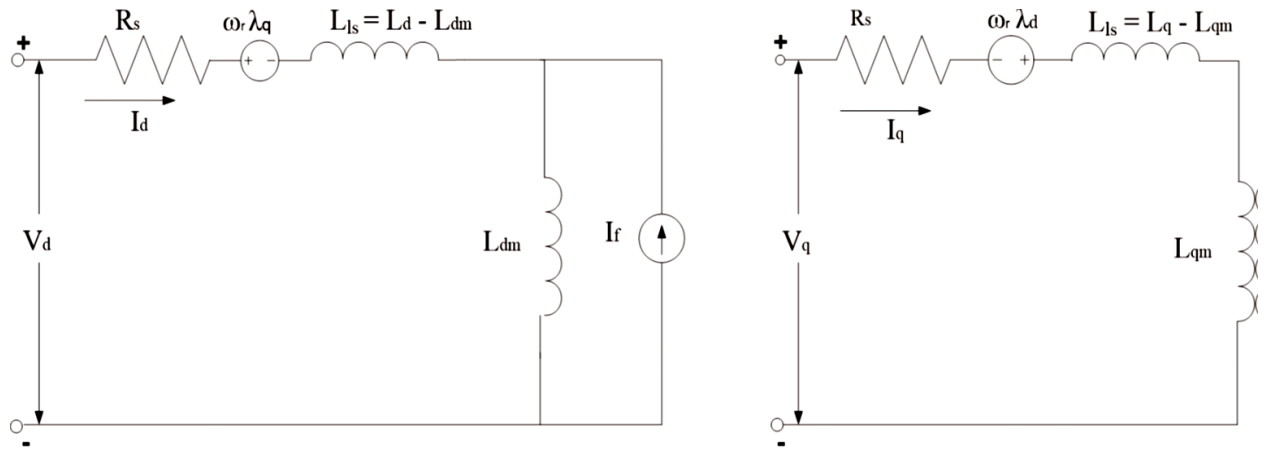 +
Rs
ωr λq
Lls = Ld - Ldm
+ -
Id
Vd
Ldm
If
-
+
Rs
ωr λd
Lls = Lq - Lqm
- +
Iq
Vq
Lqm
-